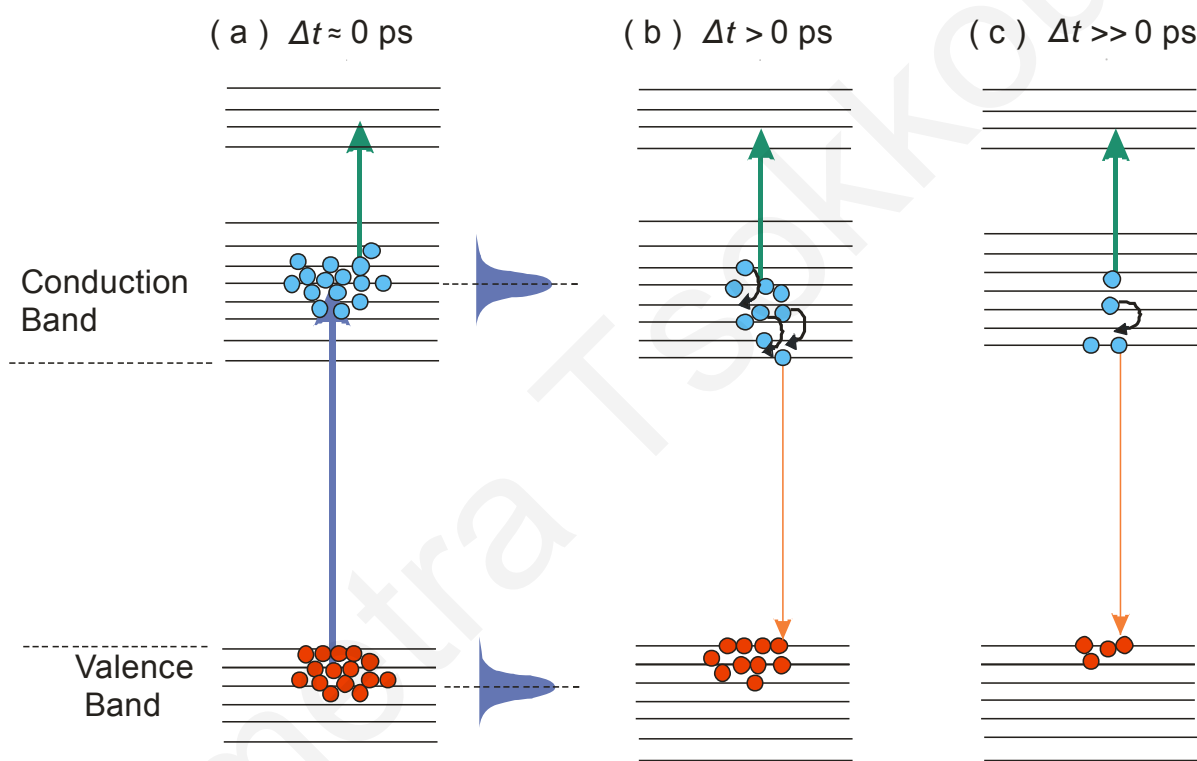 ( a ) Δt ≈ 0 ps
( b ) Δt > 0 ps
( c ) Δt >> 0 ps
Conduction
Band
Valence
Band